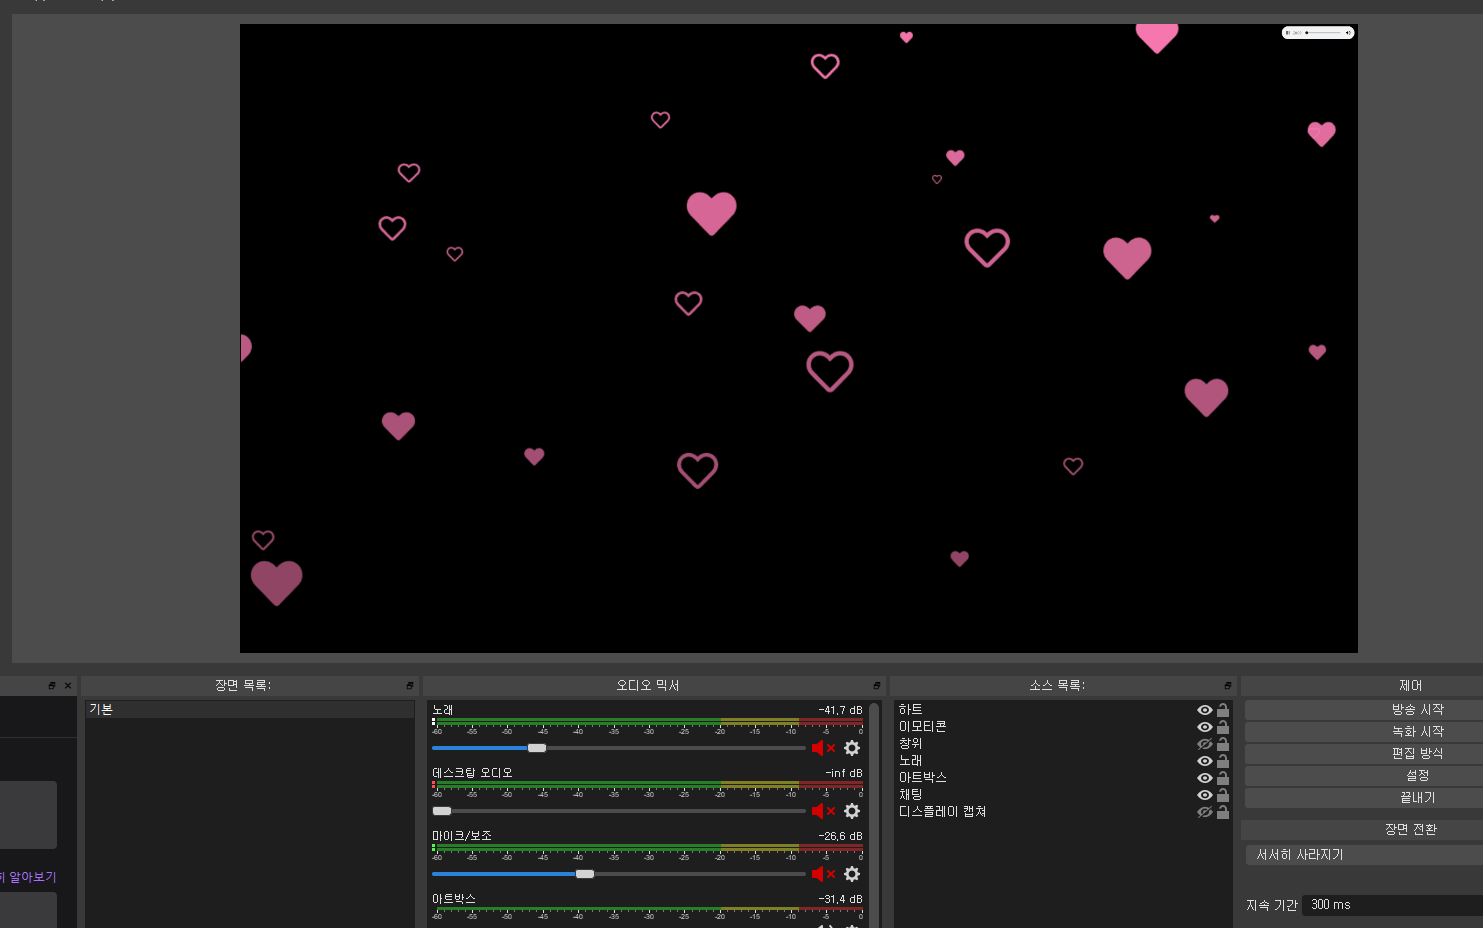 장면 목록:
오디오 믹서
소스 목록:
제어
기본
노래
-41.7 dB
-60 -55 -50 -45 -40 -35 -30 -25 -20 -15 -10 -5 0
데스크탑 오디오
-inf dB
-60 -55 -50 -45 -40 -35 -30 -25 -20 -15 -10 -5 0
마이크/보조
-26.6 dB
-60 -55 -50 -45 -40 -35 -30 -25 -20 -15 -10 -5 0
아트박스
-31.4 dB
-60 -55 -50 -45 -40 -35 -30 -25 -20 -15 -10 -5 0
하트
이모티콘
창위
노래
아트박스
채팅
디스플레이 캡쳐
방송 시작
녹화 시작
편집 방식
설정
끝내기
장면 전환
서서히 사라지기
지속 기간
300 ms
히 알아보기